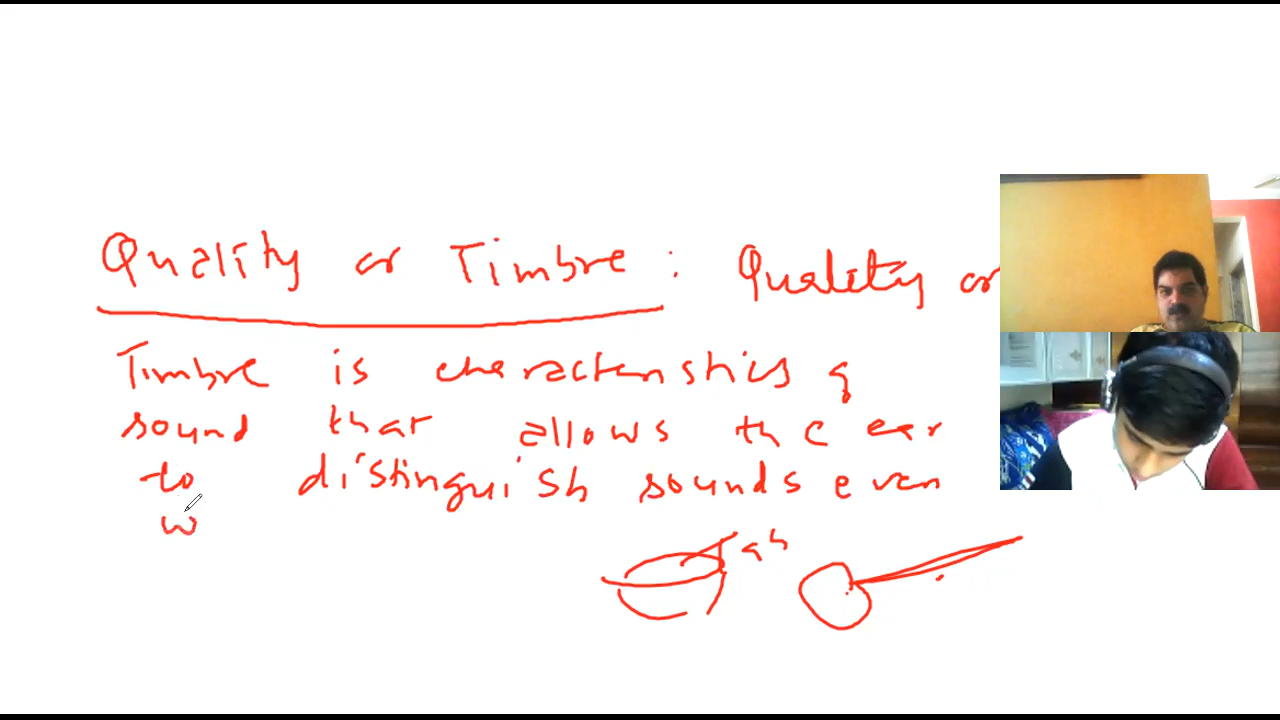 Quality or Timbre : Quality or
Timbre is characteristics of
sound that allows the ear
to distinguish sounds even
w